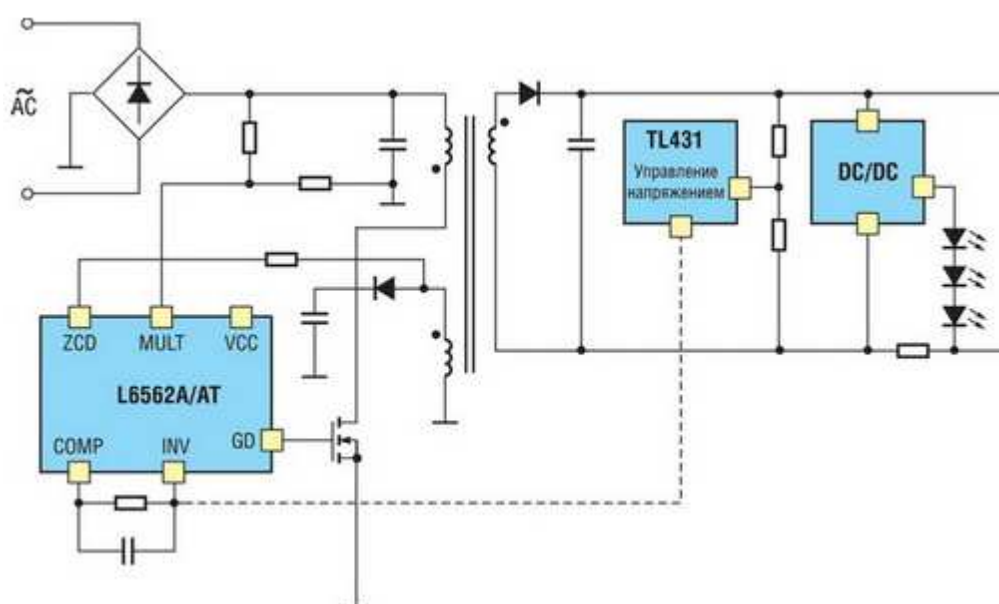 AC
TL431
Управление
напряжением
DC/DC
ZCD
MULT
VCC
L6562A/AT
COMP
INV
GD